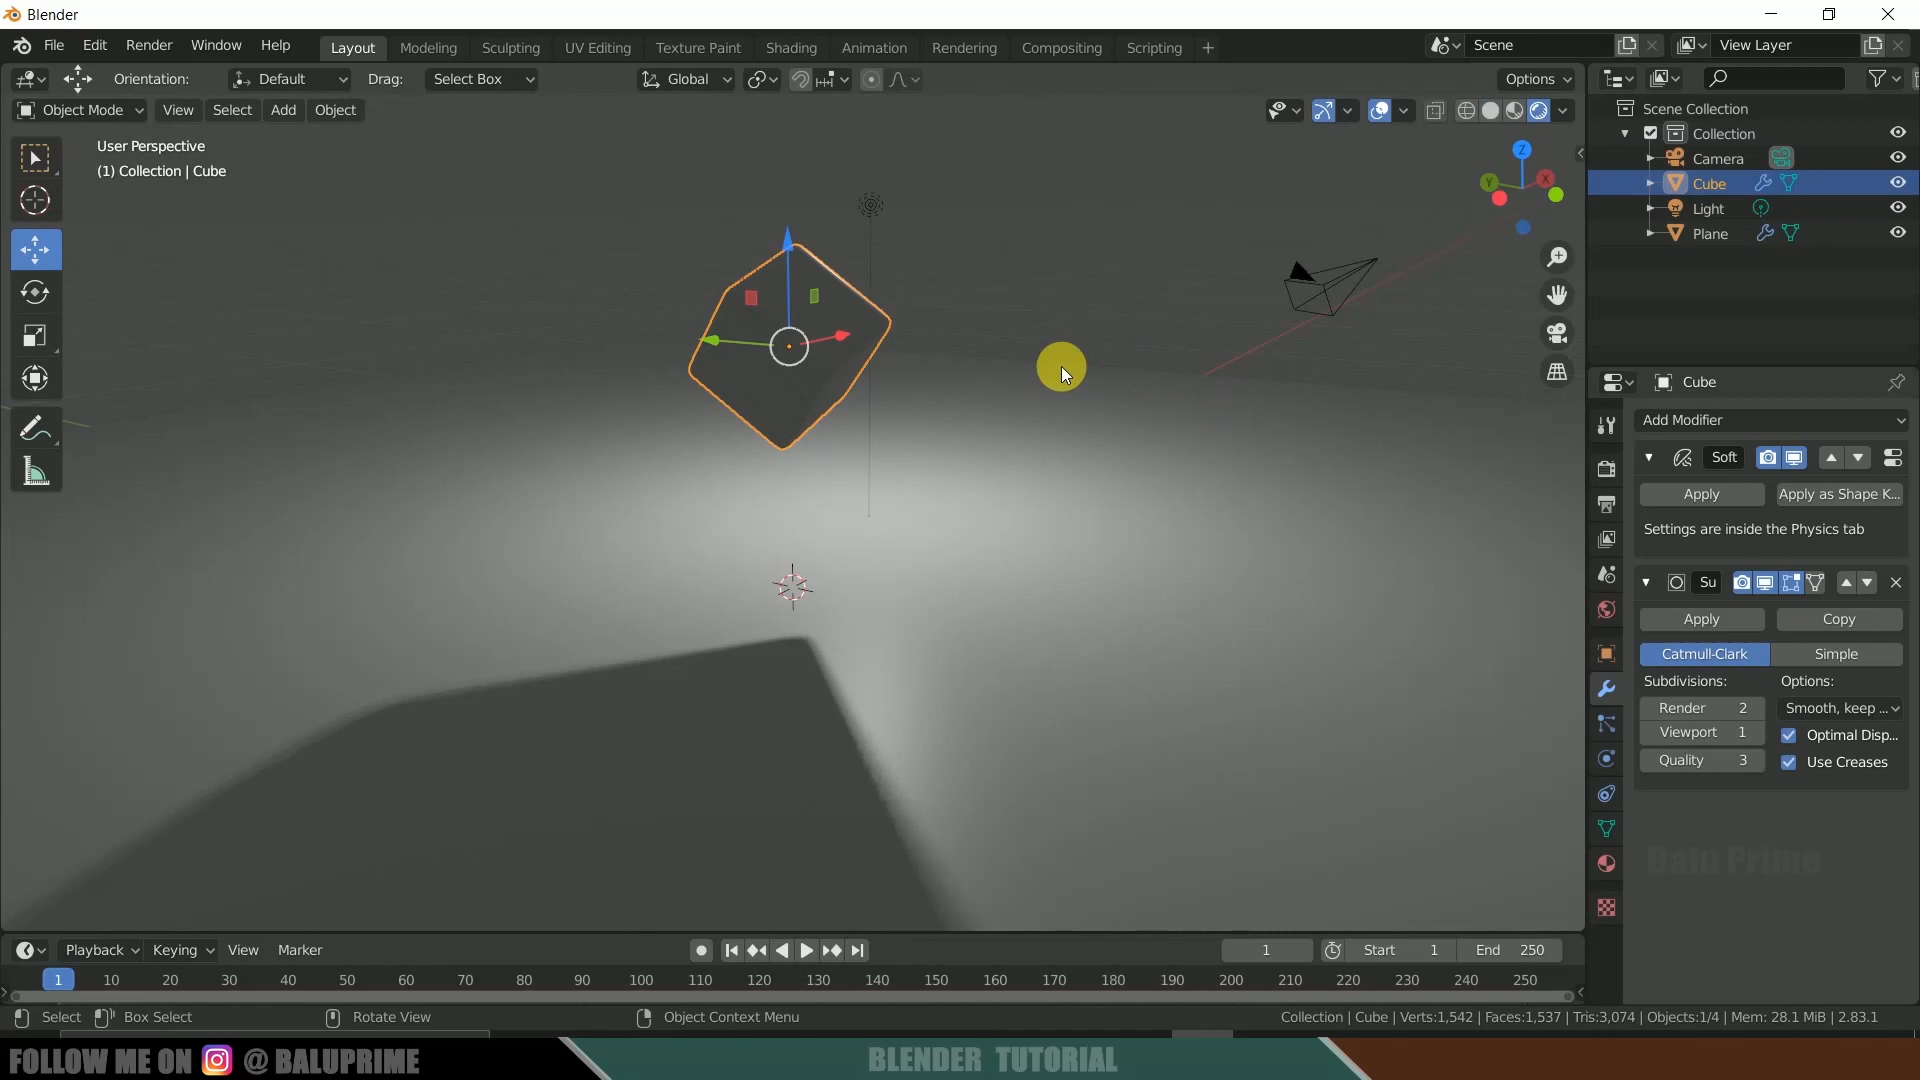 Blender
File Edit Render Window Help Layout Modeling Sculpting UV Editing Texture Paint Shading Animation Rendering Compositing Scripting + Scene View Layer
Orientation: Default Drag: Select Box Global Options
Object Mode View Select Add Object
User Perspective
(1) Collection | Cube
Z
Y
X
Scene Collection
Collection
Camera
Cube
Light
Plane
Cube
Add Modifier
Soft
Apply Apply as Shape K...
Settings are inside the Physics tab
Su
Apply Copy
Catmull-Clark Simple
Subdivisions: Options:
Render 2 Smooth, keep ...
Viewport 1 Optimal Disp...
Quality 3 Use Creases
Balu Prime
Playback Keying View Marker 1 Start 1 End 250
1 10 20 30 40 50 60 70 80 90 100 110 120 130 140 150 160 170 180 190 200 210 220 230 240 250
Select Box Select Rotate View Object Context Menu Collection | Cube | Verts:1,542 | Faces:1,537 | Tris:3,074 | Objects:1/4 | Mem: 28.1 MiB | 2.83.1
FOLLOW ME ON @ BALUPRIME BLENDER TUTORIAL